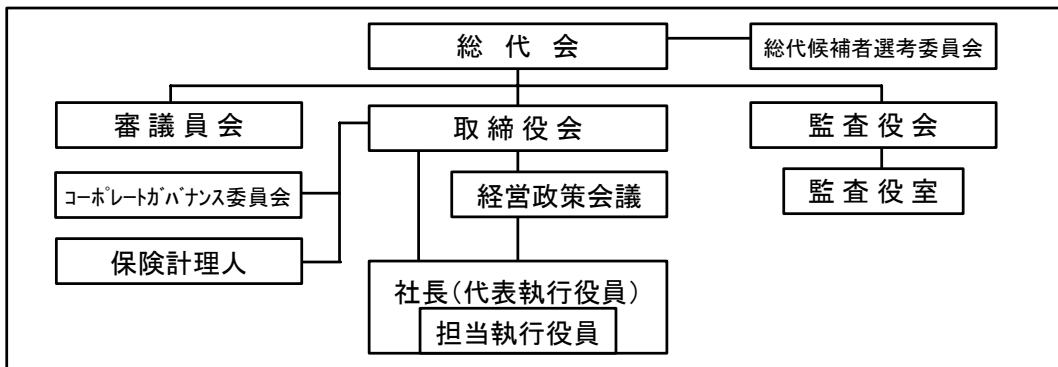 総代会
総代候補者選考委員会
審議員会
取締役会
監査役会
ｺｰﾎﾟﾚｰﾄｶﾞﾊﾞﾅﾝｽ委員会
経営政策会議
監査役室
保険計理人
社長(代表執行役員)
担当執行役員